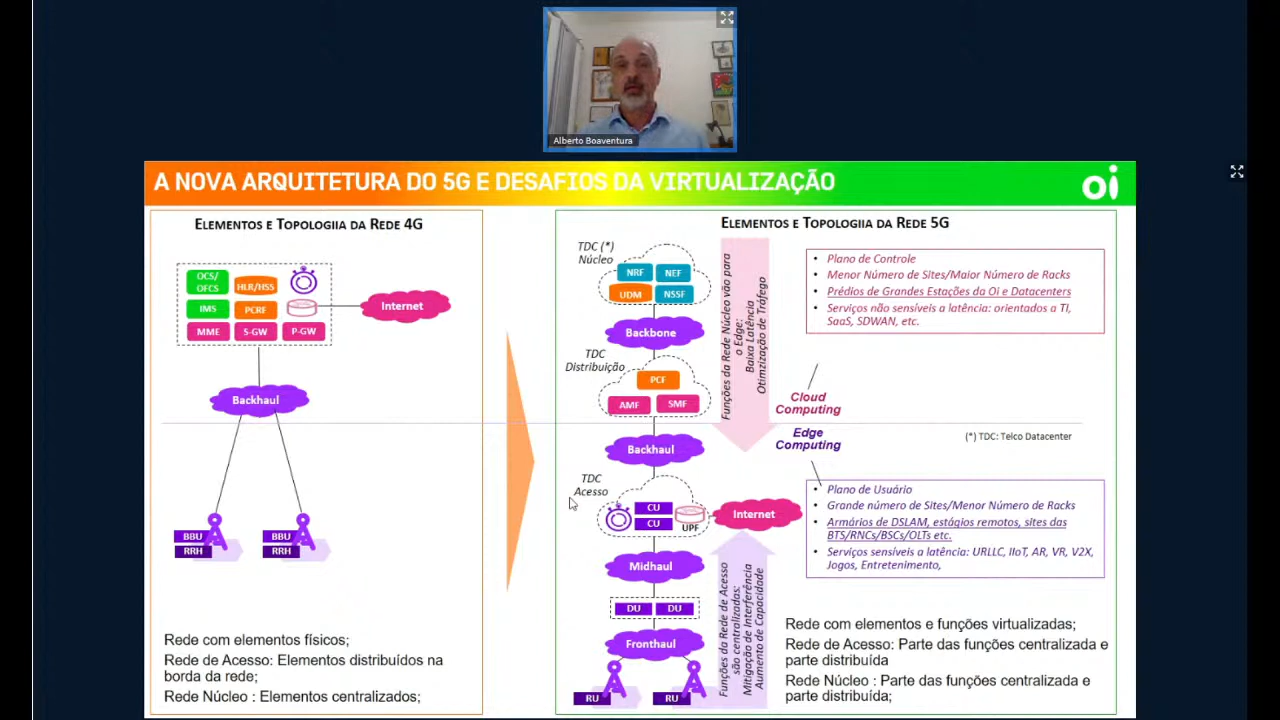 Alberto Boaventura
A NOVA ARQUITETURA DO 5G E DESAFIOS DA VIRTUALIZAÇÃO
oi
ELEMENTOS E TOPOLOGIIA DA REDE 4G
OCS/
OFCS
HLR/HSS
IMS
PCRF
MME
S-GW
P-GW
Internet
Backhaul
BBU
RRH
BBU
RRH
Rede com elementos físicos;
Rede de Acesso: Elementos distribuídos na
borda da rede;
Rede Núcleo : Elementos centralizados;
ELEMENTOS E TOPOLOGIIA DA REDE 5G
TDC (*)
Núcleo
NRF
NEF
UDM
NSSF
Backbone
TDC
Distribuição
PCF
AMF
SMF
Backhaul
TDC
Acesso
CU
CU
UPF
Internet
Midhaul
DU
DU
Fronthaul
RU
RU
Funções da Rede Núcleo vão para
o Edge:
Baixa Latência
Otimzização de Tráfego
Funções da Rede de Acesso
são centralizadas:
Mitigação de Interferência
Aumento de Capacidade
• Plano de Controle
• Menor Número de Sites/Maior Número de Racks
• Prédios de Grandes Estações da Oi e Datacenters
• Serviços não sensíveis a latência: orientados a TI,
SaaS, SDWAN, etc.
Cloud
Computing
Edge
Computing
(*) TDC: Telco Datacenter
• Plano de Usuário
• Grande número de Sites/Menor Número de Racks
• Armários de DSLAM, estágios remotos, sites das
BTS/RNCs/BSCs/OLTs etc.
• Serviços sensíveis a latência: URLLC, IIoT, AR, VR, V2X,
Jogos, Entretenimento,
Rede com elementos e funções virtualizadas;
Rede de Acesso: Parte das funções centralizada e
parte distribuída
Rede Núcleo : Parte das funções centralizada e
parte distribuída;